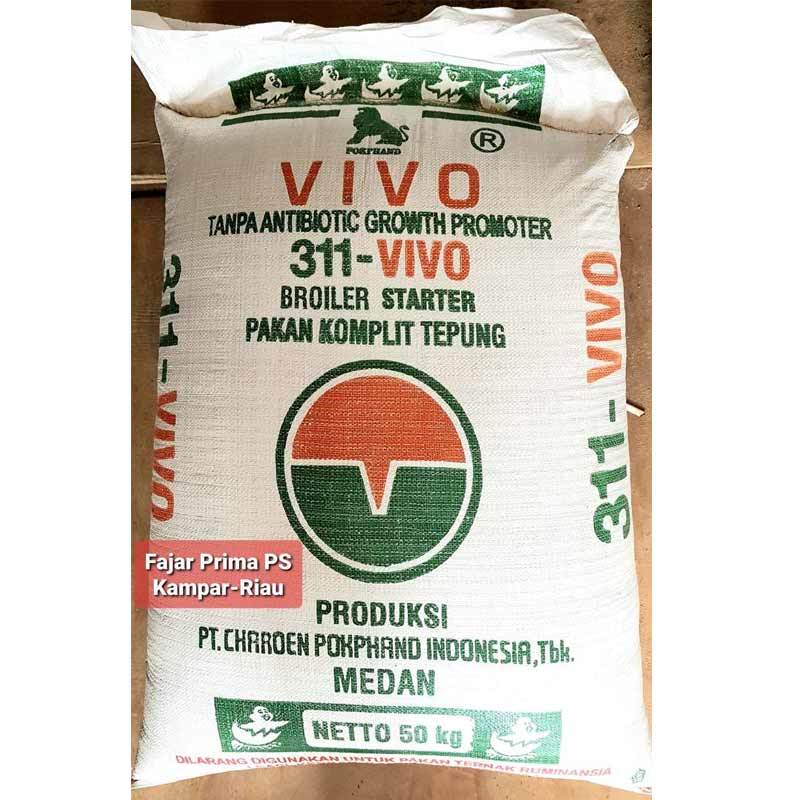 POKPHAND
®
VIVO
TANPA ANTIBIOTIC GROWTH PROMOTER
311-VIVO
BROILER STARTER
PAKAN KOMPLIT TEPUNG
311-VIVO
311-VIVO
Fajar Prima PS
Kampar-Riau
PRODUKSI
PT. CHAROEN POKPHAND INDONESIA, Tbk.
MEDAN
NETTO 50 kg
DILARANG DIGUNAKAN UNTUK PAKAN TERNAK RUMINANSIA